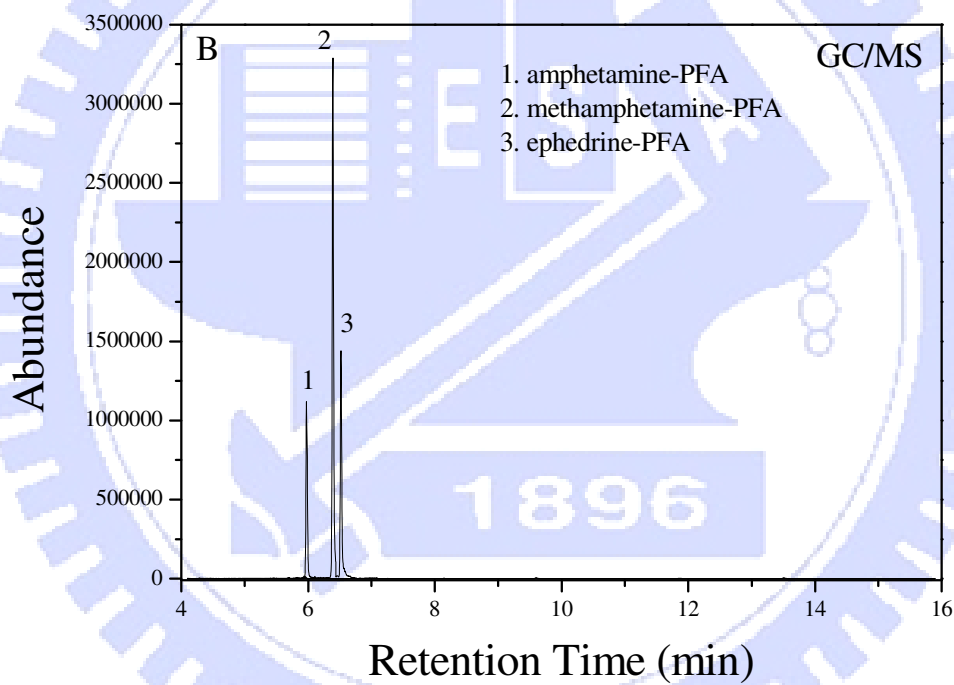 3500000
3000000
2500000
2000000
1500000
1000000
500000
0
Abundance
B
GC/MS
1. amphetamine-PFA
2. methamphetamine-PFA
3. ephedrine-PFA
2
3
1
ESTA
1896
4 6 8 10 12 14 16
Retention Time (min)